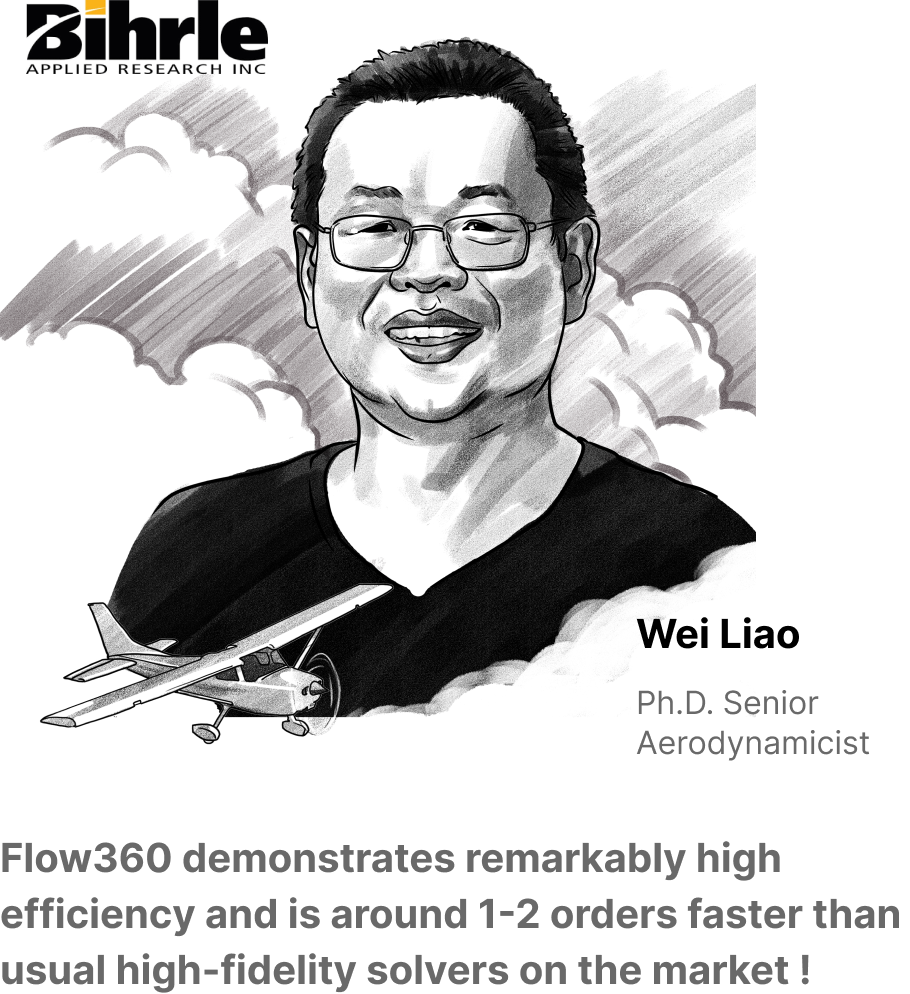 Bihrle
APPLIED RESEARCH INC
Wei Liao
Ph.D. Senior
Aerodynamicist
Flow360 demonstrates remarkably high
efficiency and is around 1-2 orders faster than
usual high-fidelity solvers on the market !